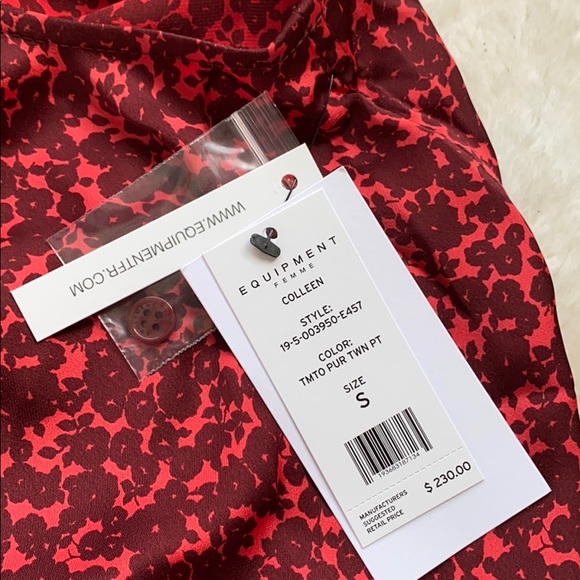 WWW.EQUIPMENTFR.COM
EQUIPMENT
FEMME
COLLEEN
STYLE:
19-5-003950-E457
COLOR:
TMTO PUR TWN PT
SIZE
S
193663167134
MANUFACTURERS
SUGGESTED
RETAIL PRICE
$ 230.00